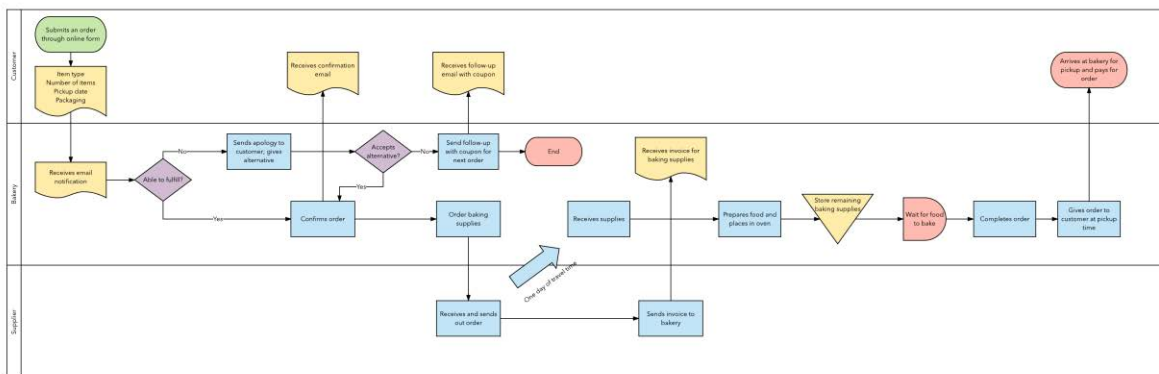 Customer
Submits an order
through online form
Item type
Number of items
Pickup date
Packaging
Receives confirmation
email
Receives follow-up
email with coupon
Arrives at bakery for
pickup and pays for
order
Bakery
Receives email
notification
Able to fulfill?
No
Yes
Sends apology to
customer; gives
alternative
Accepts
alternative?
No
Yes
Send follow-up
with coupon for
next order
End
Confirms order
Order baking
supplies
Receives invoice for
baking supplies
Receives supplies
Prepares food and
places in oven
Store remaining
baking supplies
Wait for food
to bake
Completes order
Gives order to
customer at pickup
time
One day of travel time
Supplier
Receives and sends
out order
Sends invoice to
bakery